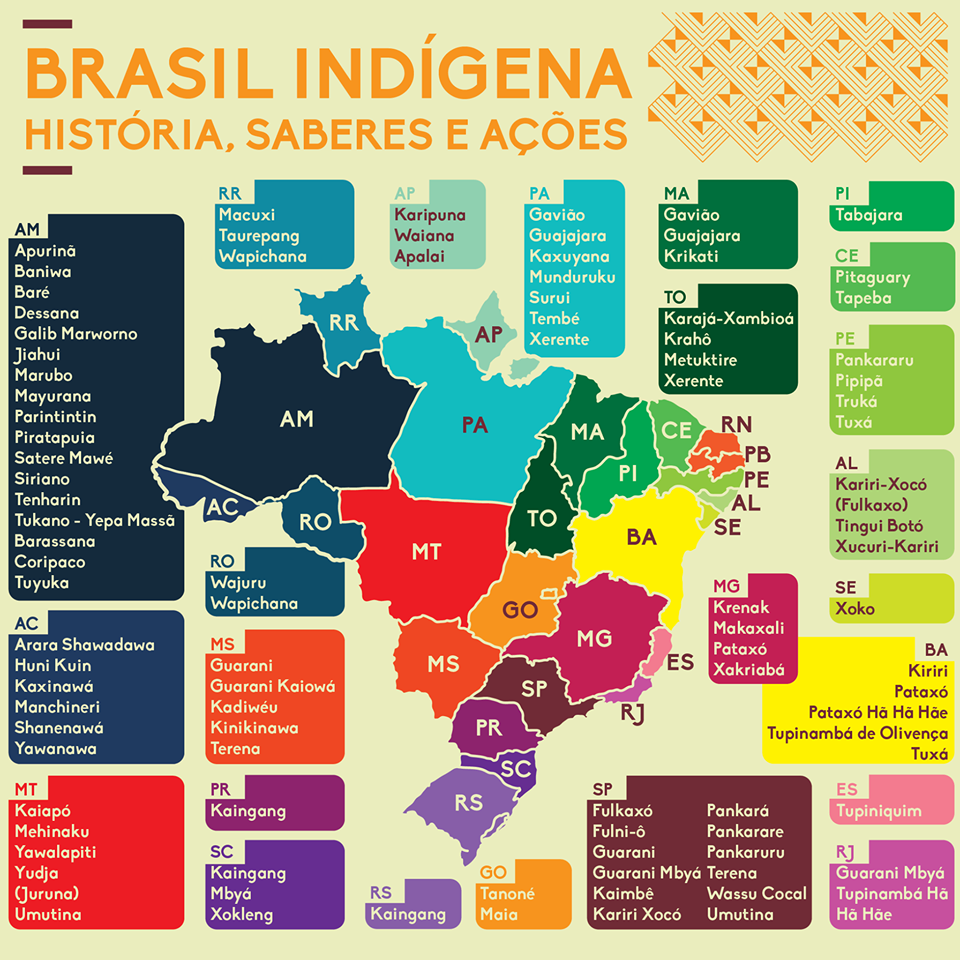 BRASIL INDÍGENA
HISTÓRIA, SABERES E AÇÕES
AM
Apurinã
Baniwa
Baré
Dessana
Galib Marworno
Jiahui
Marubo
Mayurana
Parintintin
Piratapuia
Satere Mawé
Siriano
Tenharin
Tukano - Yepa Massã
Barassana
Coripaco
Tuyuka
RR
Macuxi
Taurepang
Wapichana
AP
Karipuna
Waiana
Apalai
PA
Gavião
Guajajara
Kaxuyana
Munduruku
Surui
Tembé
Xerente
MA
Gavião
Guajajara
Krikati
TO
Karajá-Xambioá
Krahô
Metuktire
Xerente
PI
Tabajara
CE
Pitaguary
Tapeba
PE
Pankararu
Pipipã
Truká
Tuxá
AL
Kariri-Xocó
(Fulkaxo)
Tingui Botó
Xucuri-Kariri
SE
Xoko
RR
AP
AM
PA
MA
CE
RN
PB
PI
PE
AL
SE
AC
RO
TO
BA
MT
GO
MG
ES
MS
SP
RJ
PR
SC
RS
RO
Wajuru
Wapichana
MG
Krenak
Makaxali
Pataxó
Xakriabá
BA
Kiriri
Pataxó
Pataxó Hã Hã Hãe
Tupinambá de Olivença
Tuxá
AC
Arara Shawadawa
Huni Kuin
Kaxinawá
Manchineri
Shanenawá
Yawanawa
MS
Guarani
Guarani Kaiowá
Kadiwéu
Kinikinawa
Terena
MT
Kaiapó
Mehinaku
Yawalapiti
Yudja
(Juruna)
Umutina
PR
Kaingang
SC
Kaingang
Mbyá
Xokleng
RS
Kaingang
GO
Tanoné
Maia
SP
Fulkaxó
Fulni-ô
Guarani
Guarani Mbyá
Kaimbê
Kariri Xocó
Pankará
Pankarare
Pankaruru
Terena
Wassu Cocal
Umutina
ES
Tupiniquim
RJ
Guarani Mbyá
Tupinambá Hã
Hã Hãe